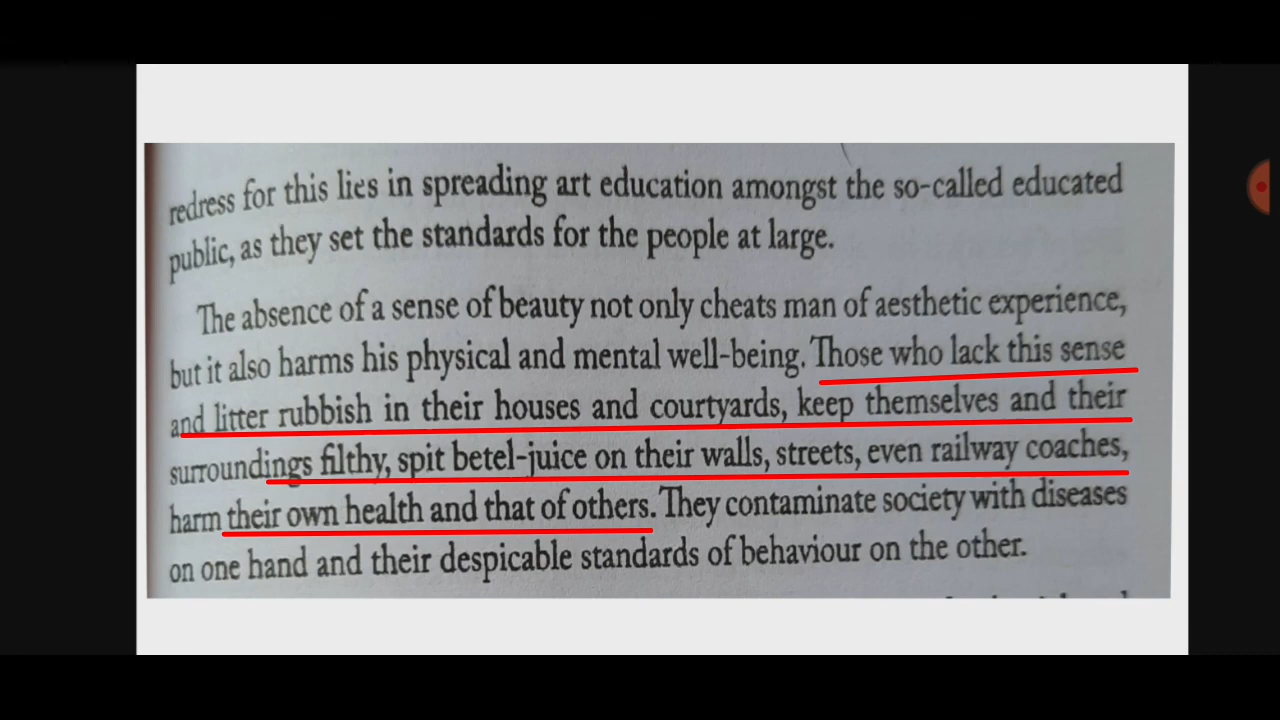 redress for this lies in spreading art education amongst the so-called educated
public, as they set the standards for the people at large.
The absence of a sense of beauty not only cheats man of aesthetic experience,
but it also harms his physical and mental well-being. Those who lack this sense
and litter rubbish in their houses and courtyards, keep themselves and their
surroundings filthy, spit betel-juice on their walls, streets, even railway coaches,
harm their own health and that of others. They contaminate society with diseases
on one hand and their despicable standards of behaviour on the other.